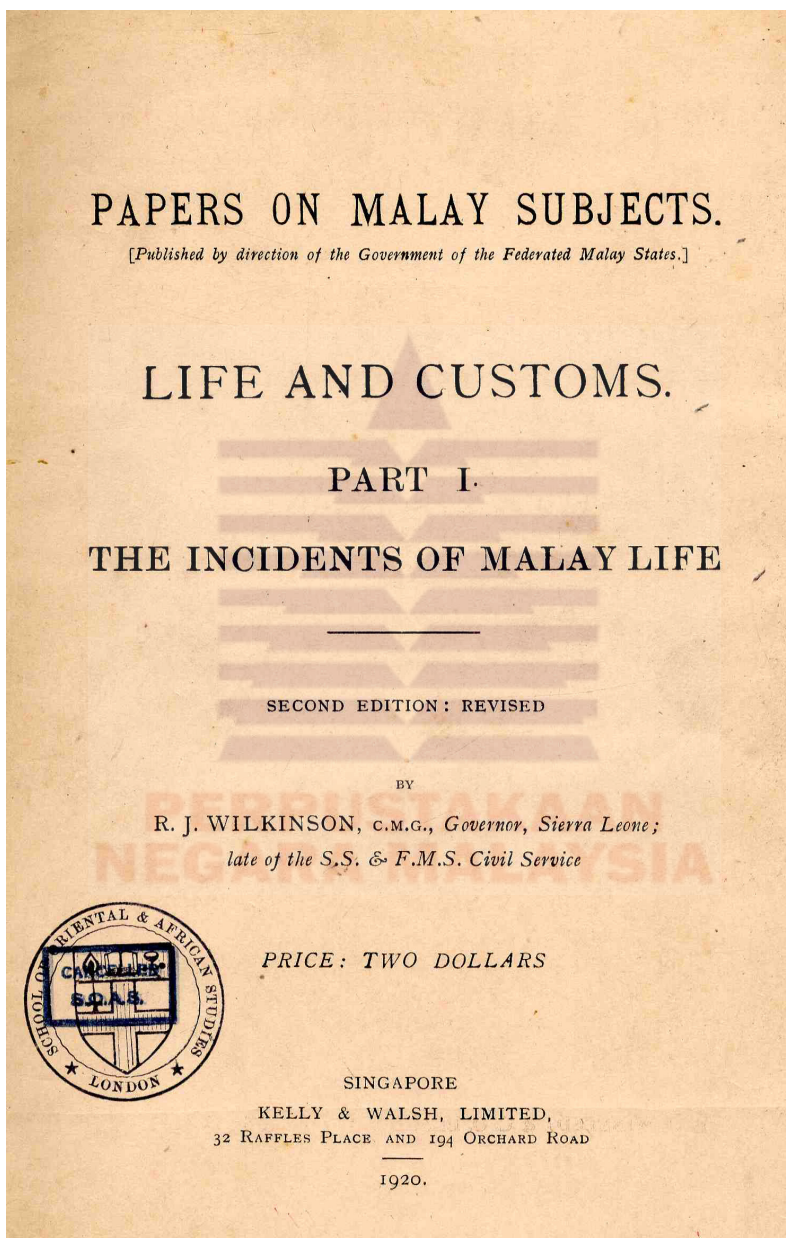 PAPERS ON MALAY SUBJECTS.
[Published by direction of the Government of the Federated Malay States.]
LIFE AND CUSTOMS.
PART I.
THE INCIDENTS OF MALAY LIFE
SECOND EDITION: REVISED
BY
R. J. WILKINSON, C.M.G., Governor, Sierra Leone;
late of the S.S. & F.M.S. Civil Service
PERPUSTAKAAN
NEGARA MALAYSIA
PRICE: TWO DOLLARS
SCHOOL OF ORIENTAL & AFRICAN STUDIES
LONDON
CANCELLED
S.O.A.S.
SINGAPORE
KELLY & WALSH, LIMITED,
32 RAFFLES PLACE AND 194 ORCHARD ROAD
1920.